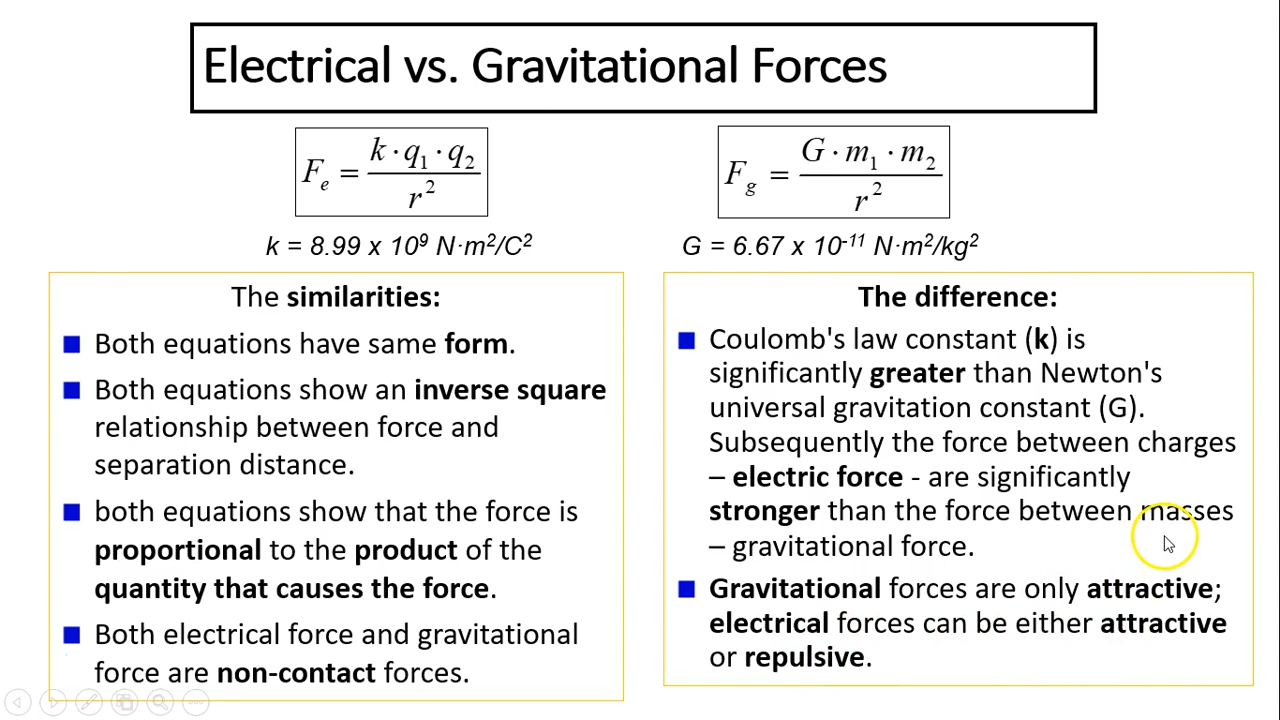 Electrical vs. Gravitational Forces
Fₑ = k · q₁ · q₂ / r²
F_g = G · m₁ · m₂ / r²
k = 8.99 x 10⁹ N·m²/C²
G = 6.67 x 10⁻¹¹ N·m²/kg²
The similarities:
Both equations have same form.
Both equations show an inverse square
relationship between force and
separation distance.
both equations show that the force is
proportional to the product of the
quantity that causes the force.
Both electrical force and gravitational
force are non-contact forces.
The difference:
Coulomb's law constant (k) is
significantly greater than Newton's
universal gravitation constant (G).
Subsequently the force between charges
– electric force - are significantly
stronger than the force between masses
– gravitational force.
Gravitational forces are only attractive;
electrical forces can be either attractive
or repulsive.